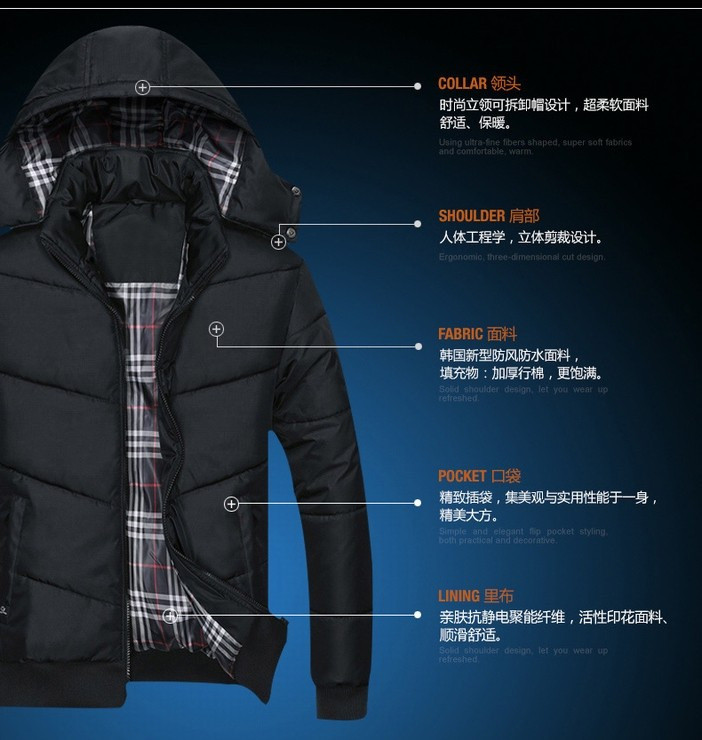 COLLAR 领头
时尚立领可拆卸帽设计，超柔软面料
舒适、保暖。
Using ultra-fine fibers shaped, super soft fabrics
and comfortable, warm.
SHOULDER 肩部
人体工程学，立体剪裁设计。
Ergonomic, three-dimensional cut design.
FABRIC 面料
韩国新型防风防水面料，
填充物：加厚行棉，更饱满。
Solid shoulder design, let you wear up
refreshed.
POCKET 口袋
精致插袋，集美观与实用性能于一身，
精美大方。
Simple and elegant flip pocket styling,
both practical and decorative.
LINING 里布
亲肤抗静电聚能纤维，活性印花面料、
顺滑舒适。
Solid shoulder design, let you wear up
refreshed.